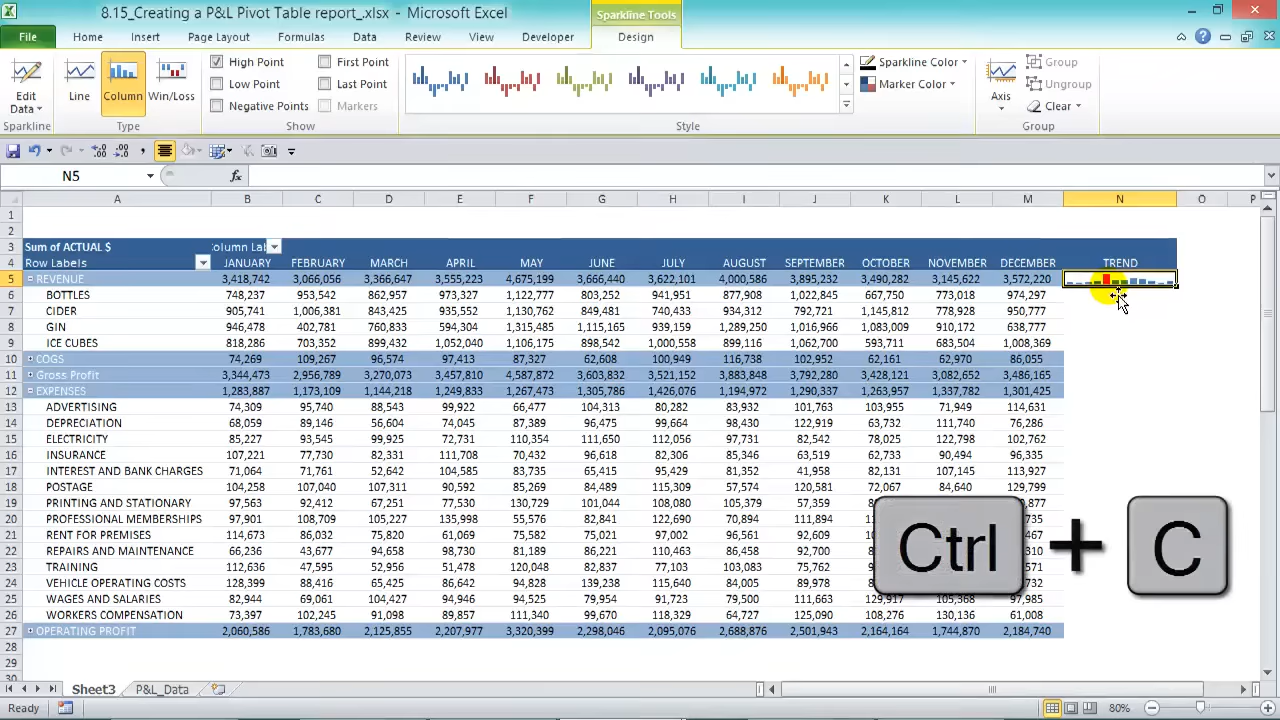 8.15_Creating a P&L Pivot Table report_.xlsx - Microsoft Excel
Sparkline Tools
File Home Insert Page Layout Formulas Data Review View Developer Design
Edit Data Line Column Win/Loss
High Point First Point
Low Point Last Point
Negative Points Markers
Sparkline Color
Marker Color
Axis
Group
Ungroup
Clear
Sparkline Type Show Style Group
N5 fx
A B C D E F G H I J K L M N O P
1
2
3 Sum of ACTUAL $ Column Lab
4 Row Labels JANUARY FEBRUARY MARCH APRIL MAY JUNE JULY AUGUST SEPTEMBER OCTOBER NOVEMBER DECEMBER TREND
5 REVENUE 3,418,742 3,066,056 3,366,647 3,555,223 4,675,199 3,666,440 3,622,101 4,000,586 3,895,232 3,490,282 3,145,622 3,572,220
6 BOTTLES 748,237 953,542 862,957 973,327 1,122,777 803,252 941,951 877,908 1,022,845 667,750 773,018 974,297
7 CIDER 905,741 1,006,381 843,425 935,552 1,130,762 849,481 740,433 934,312 792,721 1,145,812 778,928 950,777
8 GIN 946,478 402,781 760,833 594,304 1,315,485 1,115,165 939,159 1,289,250 1,016,966 1,083,009 910,172 638,777
9 ICE CUBES 818,286 703,352 899,432 1,052,040 1,106,175 898,542 1,000,558 899,116 1,062,700 593,711 683,504 1,008,369
10 COGS 74,269 109,267 96,574 97,413 87,327 62,608 100,949 116,738 102,952 62,161 62,970 86,055
11 Gross Profit 3,344,473 2,956,789 3,270,073 3,457,810 4,587,872 3,603,832 3,521,152 3,883,848 3,792,280 3,428,121 3,082,652 3,486,165
12 EXPENSES 1,283,887 1,173,109 1,144,218 1,249,833 1,267,473 1,305,786 1,426,076 1,194,972 1,290,337 1,263,957 1,337,782 1,301,425
13 ADVERTISING 74,309 95,740 88,543 99,922 66,477 104,313 80,282 83,932 101,763 103,955 71,949 114,631
14 DEPRECIATION 68,059 89,146 56,604 74,045 87,389 96,475 99,664 98,430 122,919 63,732 111,740 76,286
15 ELECTRICITY 85,227 93,545 99,925 72,731 110,354 111,650 112,056 97,731 82,542 78,025 122,798 102,762
16 INSURANCE 107,221 77,730 82,331 111,708 70,432 96,618 82,306 85,346 63,519 62,733 90,494 96,335
17 INTEREST AND BANK CHARGES 71,064 71,761 52,642 104,585 83,735 65,415 95,429 81,352 41,958 82,131 107,145 113,927
18 POSTAGE 104,258 107,040 107,311 90,592 85,269 84,489 115,309 57,574 120,581 72,067 84,640 129,799
19 PRINTING AND STATIONARY 97,563 92,412 67,251 77,530 130,729 101,044 108,080 105,379 57,359
20 PROFESSIONAL MEMBERSHIPS 97,901 108,709 105,227 135,998 55,576 82,841 122,690 70,894 111,894
21 RENT FOR PREMISES 114,673 86,032 75,820 61,069 75,582 75,021 97,002 96,561 92,609
22 REPAIRS AND MAINTENANCE 66,236 43,677 94,658 98,730 81,189 86,221 110,463 86,458 92,700
23 TRAINING 112,636 47,595 52,956 51,478 120,048 82,837 77,103 103,083 75,762
24 VEHICLE OPERATING COSTS 128,399 88,416 65,425 86,642 94,828 139,238 115,640 84,005 89,978
25 WAGES AND SALARIES 82,944 69,061 104,427 94,946 94,525 79,954 91,723 79,500 111,663 129,917 105,368 97,985
26 WORKERS COMPENSATION 73,397 102,245 91,098 89,857 111,340 99,670 118,329 64,727 125,090 108,276 130,136 61,008
27 OPERATING PROFIT 2,060,586 1,783,680 2,125,855 2,207,977 3,320,399 2,298,046 2,095,076 2,688,876 2,501,943 2,164,164 1,744,870 2,184,740
28
29
30
Ctrl + C
Sheet3 P&L_Data
Ready 80%